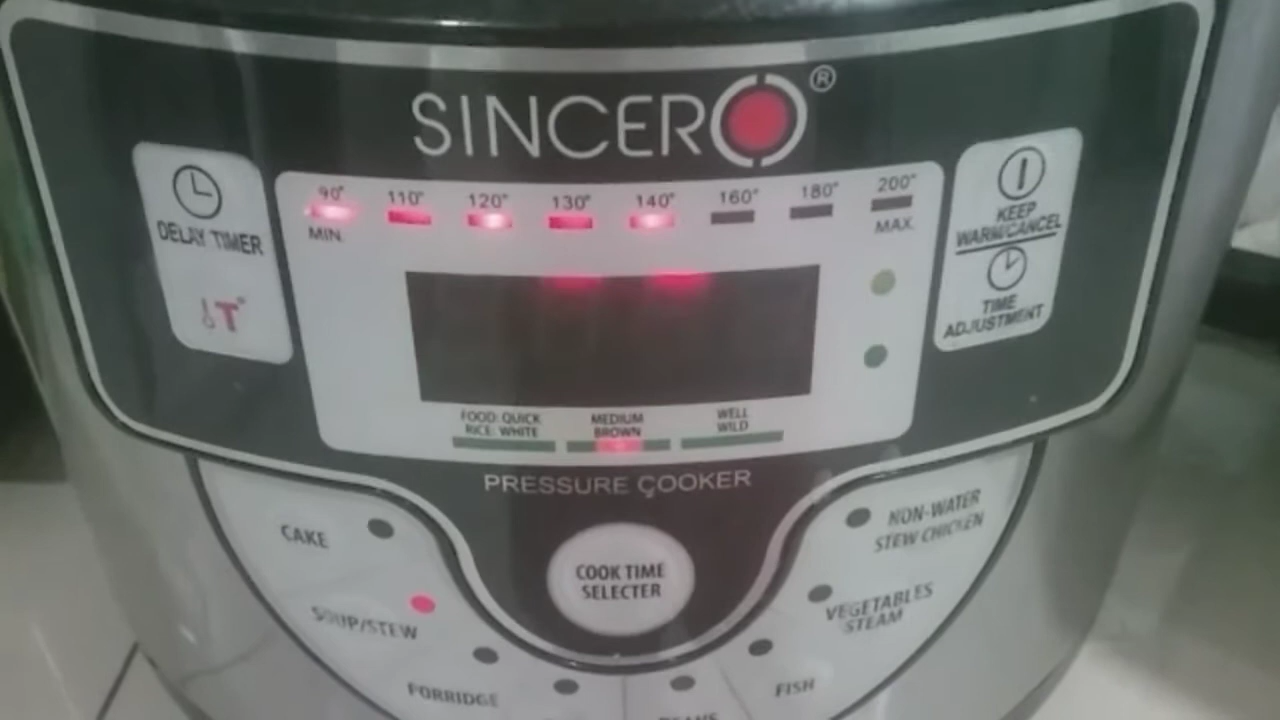 SINCERO®
90°
110°
120°
130°
140°
160°
180°
200°
MIN.
MAX.
DELAY TIMER
T°
KEEP
WARM/CANCEL
TIME
ADJUSTMENT
FOOD: QUICK
RICE: WHITE
MEDIUM
BROWN
WELL
WILD
PRESSURE COOKER
COOK TIME
SELECTER
CAKE
SOUP/STEW
PORRIDGE
BEANS
FISH
VEGETABLES
STEAM
NON-WATER
STEW CHICKEN